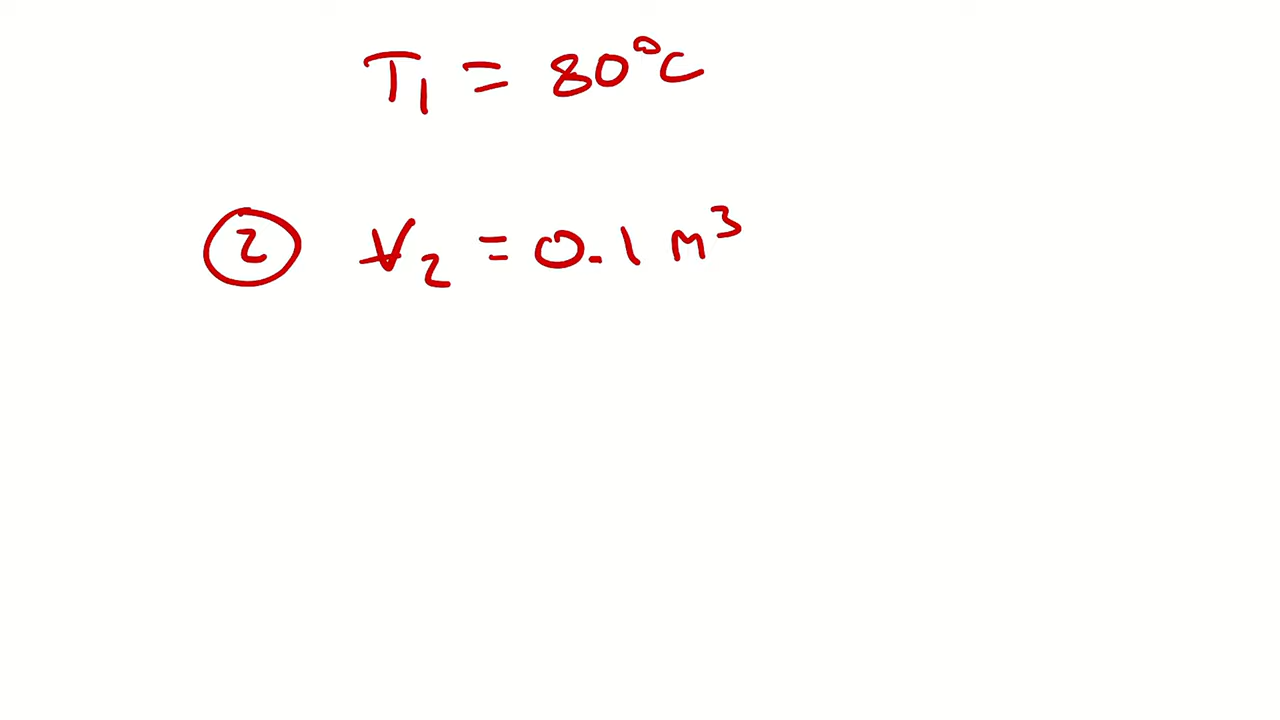 T₁ = 80°C
② V₂ = 0.1 m³